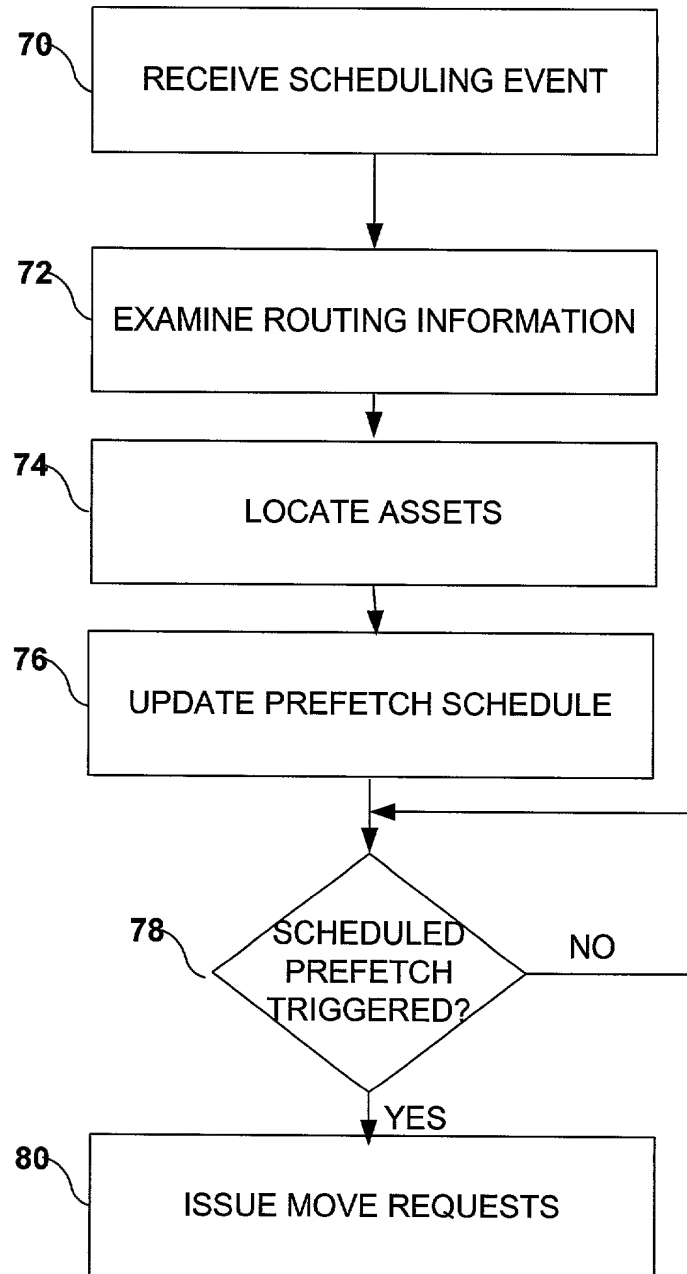 70
RECEIVE SCHEDULING EVENT
72
EXAMINE ROUTING INFORMATION
74
LOCATE ASSETS
76
UPDATE PREFETCH SCHEDULE
78
SCHEDULED
PREFETCH
TRIGGERED?
NO
YES
80
ISSUE MOVE REQUESTS